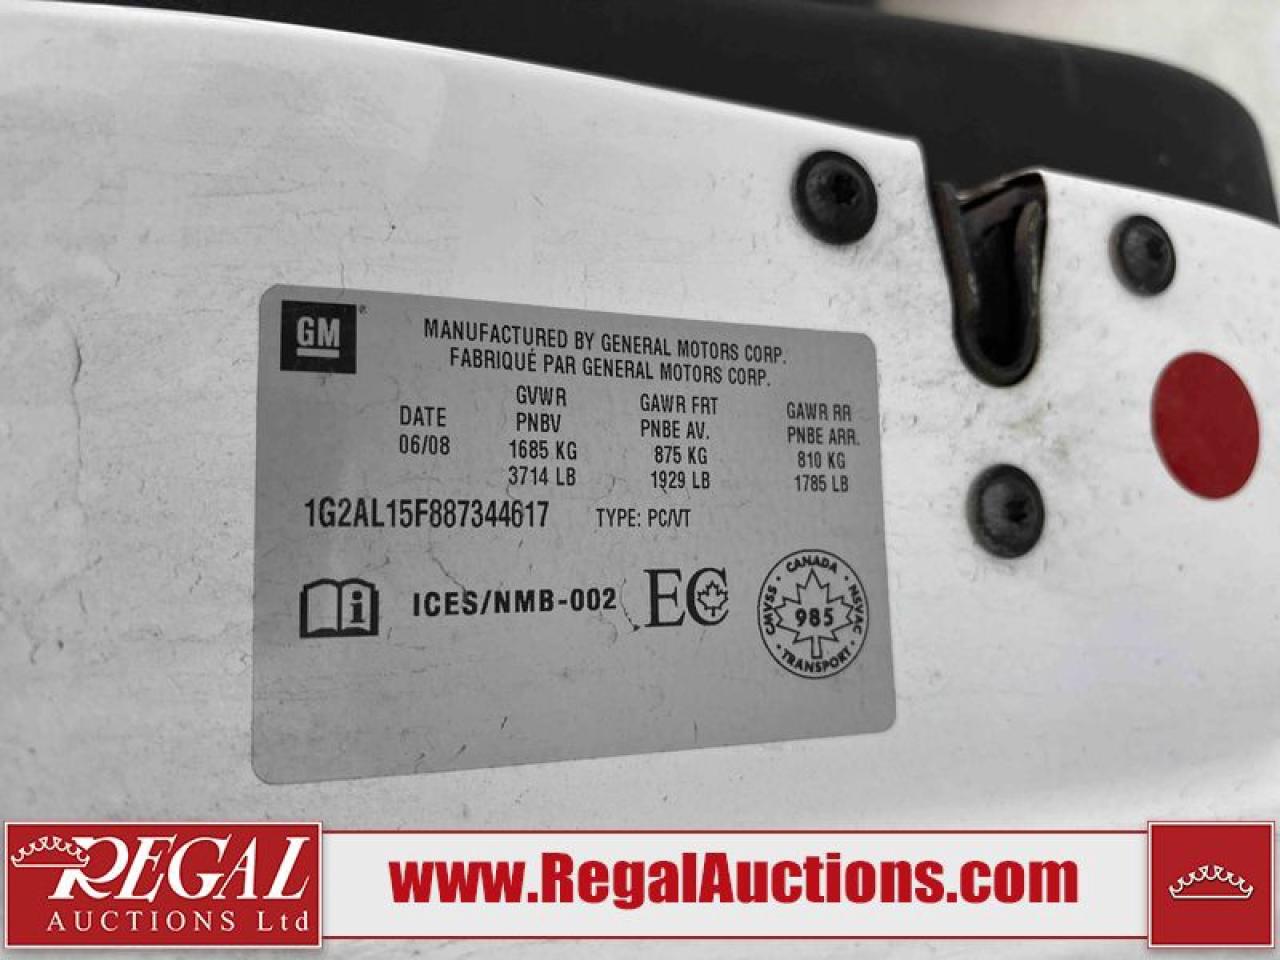 GM
MANUFACTURED BY GENERAL MOTORS CORP.
FABRIQUÉ PAR GENERAL MOTORS CORP.
DATE
06/08
GVWR
PNBV
1685 KG
3714 LB
GAWR FRT
PNBE AV.
875 KG
1929 LB
GAWR RR
PNBE ARR.
810 KG
1785 LB
1G2AL15F887344617 TYPE: PC/VT
i
ICES/NMB-002
EC
CANADA
CMVSS • NSVAC
985
TRANSPORT
REGAL
AUCTIONS Ltd
www.RegalAuctions.com